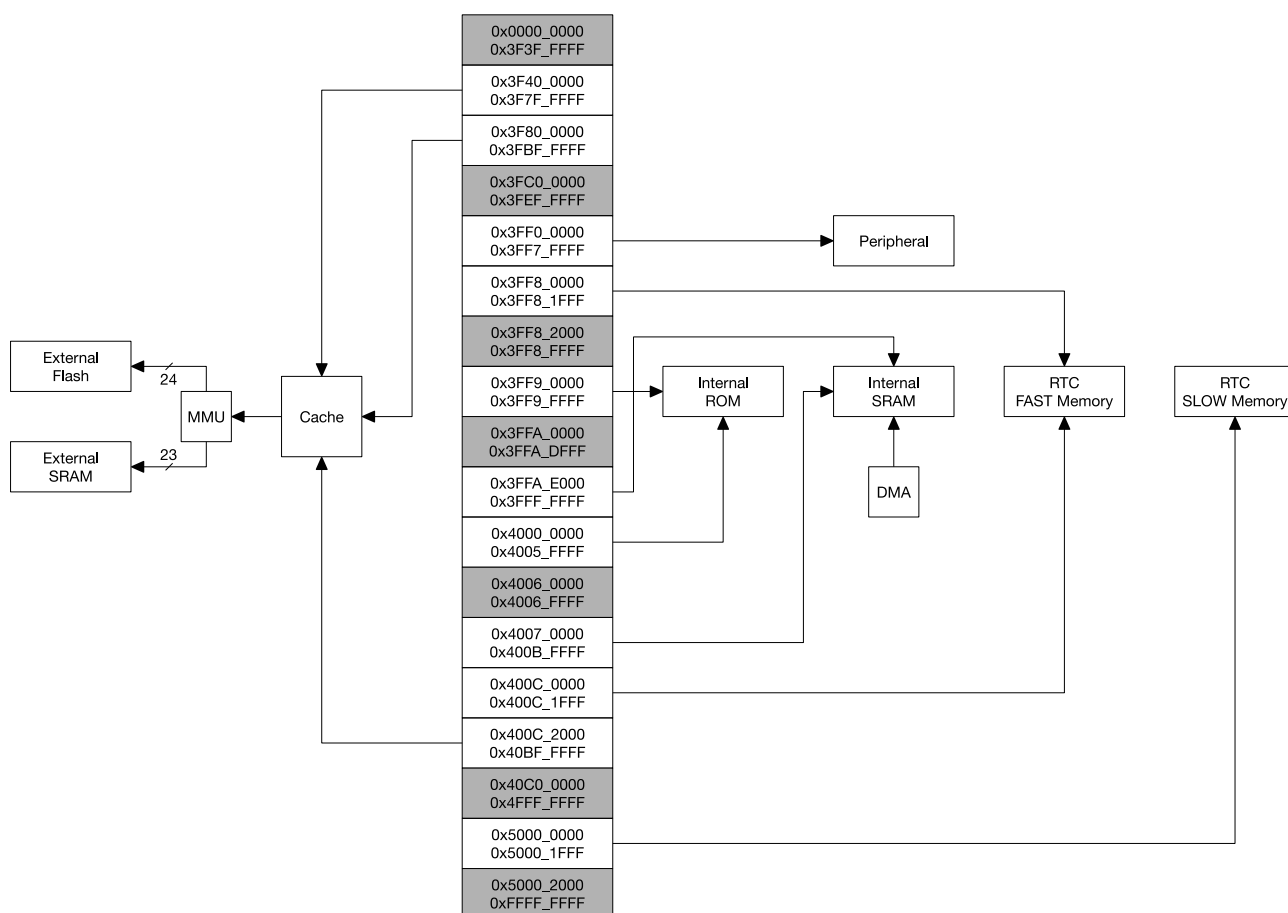 0x0000_0000
0x3F3F_FFFF
0x3F40_0000
0x3F7F_FFFF
0x3F80_0000
0x3FBF_FFFF
0x3FC0_0000
0x3FEF_FFFF
0x3FF0_0000
0x3FF7_FFFF
Peripheral
0x3FF8_0000
0x3FF8_1FFF
0x3FF8_2000
0x3FF8_FFFF
External
Flash
24
MMU
External
SRAM
23
Cache
0x3FF9_0000
0x3FF9_FFFF
Internal
ROM
Internal
SRAM
RTC
FAST Memory
RTC
SLOW Memory
0x3FFA_0000
0x3FFA_DFFF
0x3FFA_E000
0x3FFF_FFFF
DMA
0x4000_0000
0x4005_FFFF
0x4006_0000
0x4006_FFFF
0x4007_0000
0x400B_FFFF
0x400C_0000
0x400C_1FFF
0x400C_2000
0x40BF_FFFF
0x40C0_0000
0x4FFF_FFFF
0x5000_0000
0x5000_1FFF
0x5000_2000
0xFFFF_FFFF